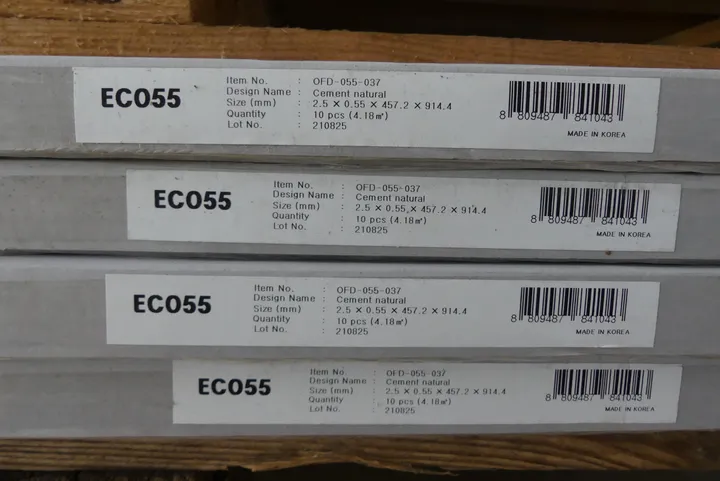 ECO55
Item No. : OFD-055-037
Design Name : Cement natural
Size (mm) : 2.5 × 0.55 × 457.2 × 914.4
Quantity : 10 pcs (4.18㎡)
Lot No. : 210825
8 809487 841043
MADE IN KOREA
ECO55
Item No. : OFD-055-037
Design Name : Cement natural
Size (mm) : 2.5 × 0.55 × 457.2 × 914.4
Quantity : 10 pcs (4.18㎡)
Lot No. : 210825
8 809487 841043
MADE IN KOREA
ECO55
Item No. : OFD-055-037
Design Name : Cement natural
Size (mm) : 2.5 × 0.55 × 457.2 × 914.4
Quantity : 10 pcs (4.18㎡)
Lot No. : 210825
8 809487 841043
MADE IN KOREA
ECO55
Item No. : OFD-055-037
Design Name : Cement natural
Size (mm) : 2.5 × 0.55 × 457.2 × 914.4
Quantity : 10 pcs (4.18㎡)
Lot No. : 210825
8 809487 841043
MADE IN KOREA